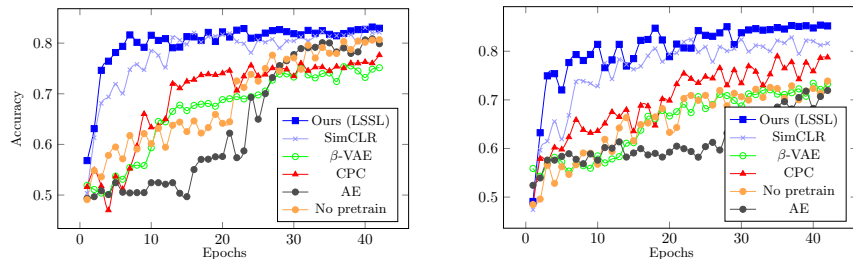 Accuracy
0.8
0.7
0.6
0.5
0
10
20
30
40
Epochs
Ours (LSSL)
SimCLR
β-VAE
CPC
AE
No pretrain
0.8
0.7
0.6
0.5
0
10
20
30
40
Epochs
Ours (LSSL)
SimCLR
β-VAE
CPC
No pretrain
AE